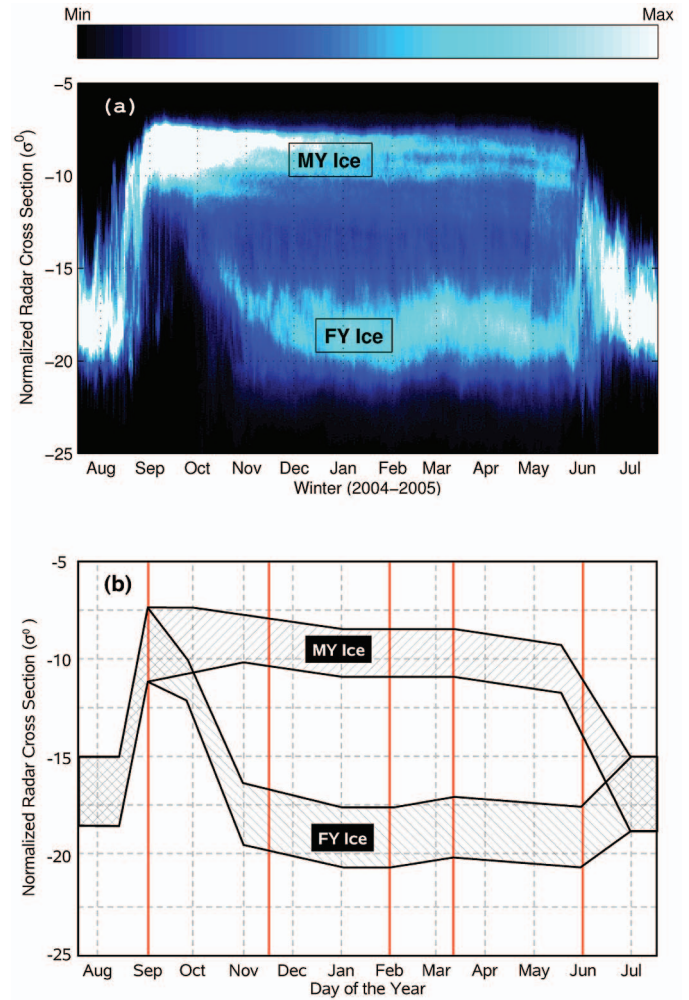 Min Max
-5
(a)
MY Ice
-10
-15
FY Ice
-20
-25
Normalized Radar Cross Section (σ⁰)
Aug Sep Oct Nov Dec Jan Feb Mar Apr May Jun Jul
Winter (2004-2005)
-5
(b)
MY Ice
-10
-15
FY Ice
-20
-25
Normalized Radar Cross Section (σ⁰)
Aug Sep Oct Nov Dec Jan Feb Mar Apr May Jun Jul
Day of the Year